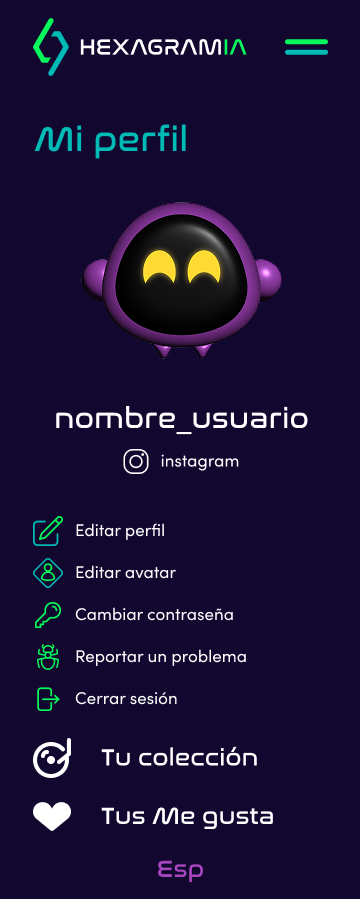 HEXAGRAMIA
Mi perfil
nombre_usuario
instagram
Editar perfil
Editar avatar
Cambiar contraseña
Reportar un problema
Cerrar sesión
Tu colección
Tus Me gusta
Esp